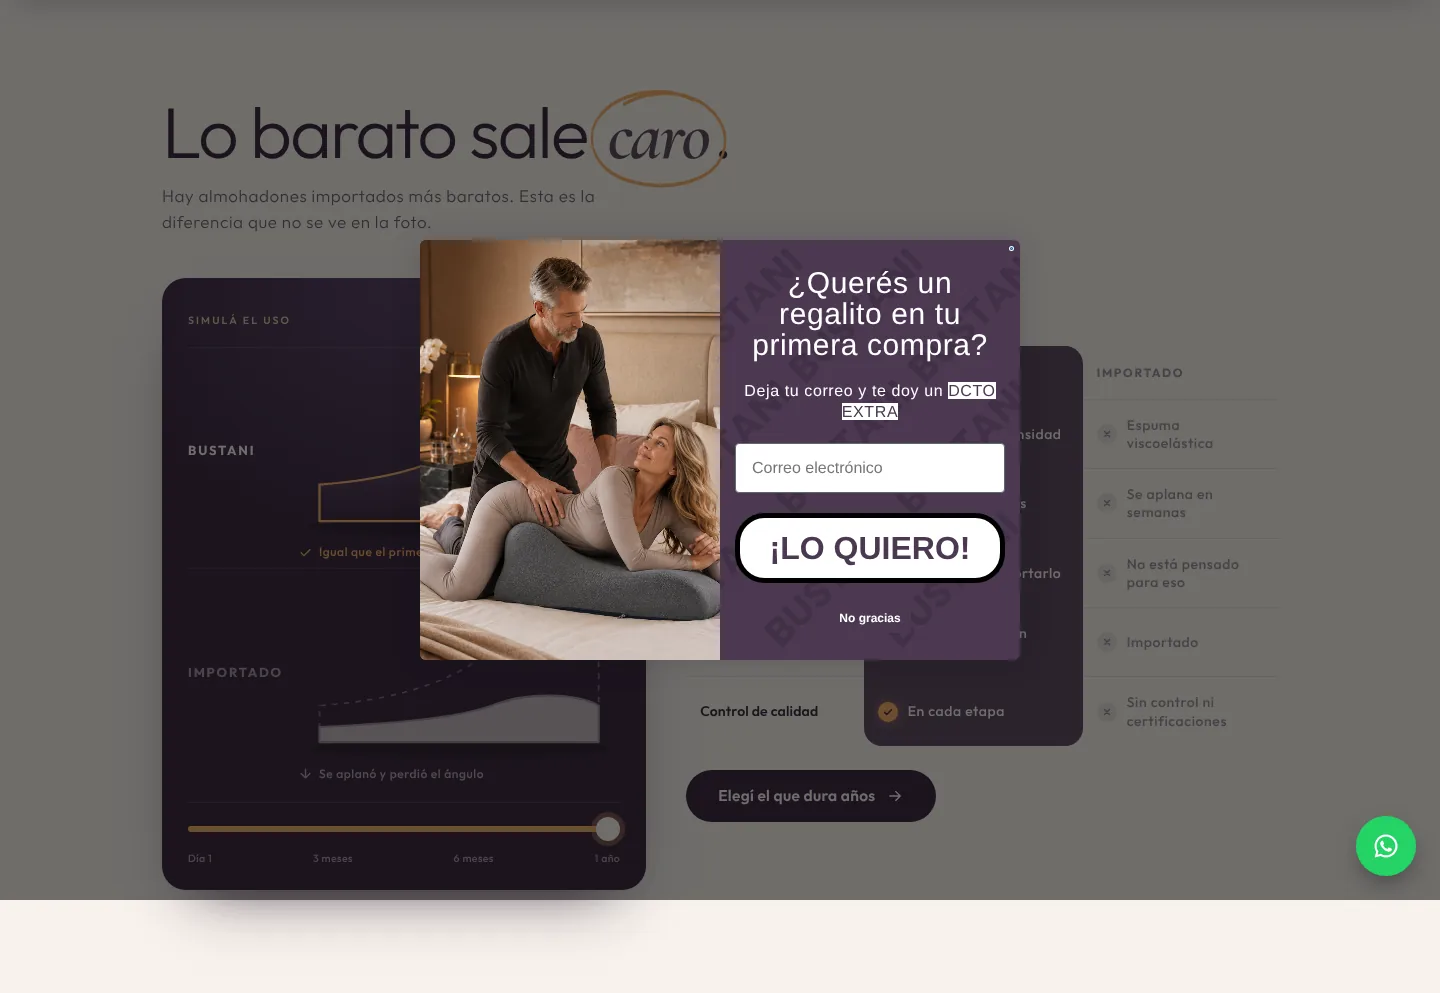 Lo barato sale caro.
Hay almohadones importados más baratos. Esta es la
diferencia que no se ve en la foto.
SIMULÁ EL USO
BUSTANI
Igual que el prime
IMPORTADO
Se aplanó y perdió el ángulo
Día 1
3 meses
6 meses
1 año
¿Querés un
regalito en tu
primera compra?
Deja tu correo y te doy un DCTO
EXTRA
Correo electrónico
¡LO QUIERO!
No gracias
IMPORTADO
nsidad
Espuma
viscoelástica
s
Se aplana en
semanas
ortarlo
No está pensado
para eso
n
Importado
Control de calidad
En cada etapa
Sin control ni
certificaciones
Elegí el que dura años